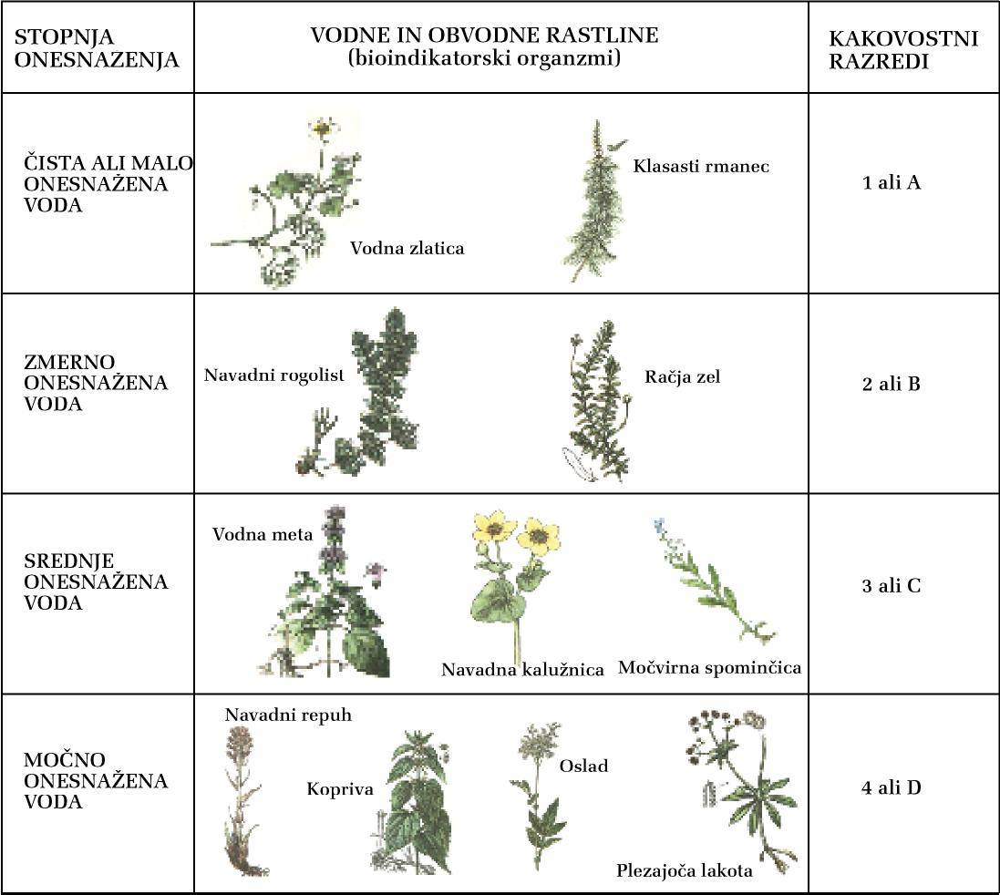 STOPNJA
ONESNAZENJA
VODNE IN OBVODNE RASTLINE
(bioindikatorski organzmi)
KAKOVOSTNI
RAZREDI
ČISTA ALI MALO
ONESNAŽENA
VODA
Vodna zlatica
Klasasti rmanec
1 ali A
ZMERNO
ONESNAŽENA
VODA
Navadni rogolist
Račja zel
2 ali B
SREDNJE
ONESNAŽENA
VODA
Vodna meta
Navadna kalužnica
Močvirna spominčica
3 ali C
MOČNO
ONESNAŽENA
VODA
Navadni repuh
Kopriva
Oslad
Plezajoča lakota
4 ali D